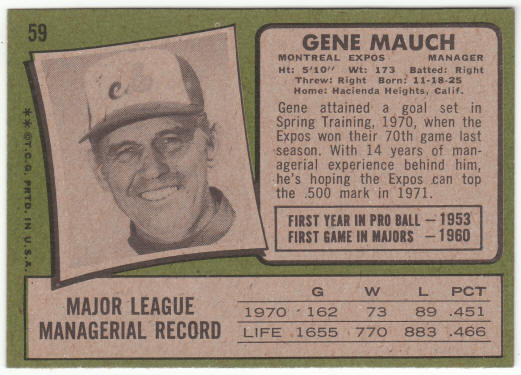 59
GENE MAUCH
MONTREAL EXPOS MANAGER
Ht: 5'10" Wt: 173 Batted: Right
Threw: Right Born: 11-18-25
Home: Hacienda Heights, Calif.
Gene attained a goal set in
Spring Training, 1970, when the
Expos won their 70th game last
season. With 14 years of man-
agerial experience behind him,
he's hoping the Expos can top
the .500 mark in 1971.
FIRST YEAR IN PRO BALL — 1953
FIRST GAME IN MAJORS — 1960
**©T.C.G. PRTD. IN U.S.A.
MAJOR LEAGUE
MANAGERIAL RECORD
G W L PCT
1970 162 73 89 .451
LIFE 1655 770 883 .466